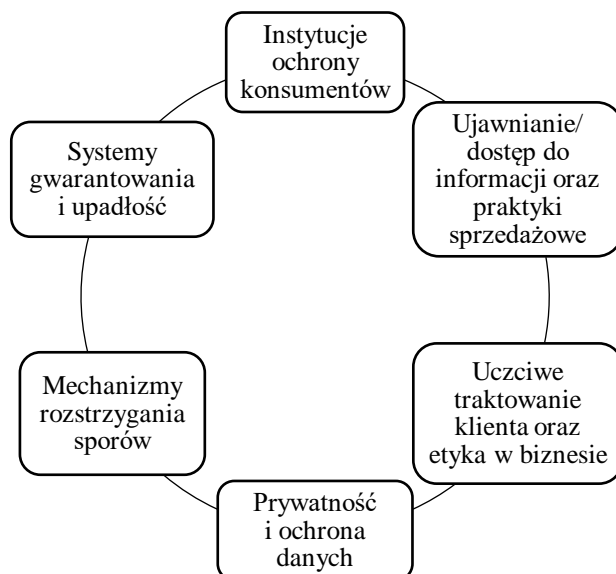 Instytucje
ochrony
konsumentów
Ujawnianie/
dostęp do
informacji oraz
praktyki
sprzedażowe
Uczciwe
traktowanie
klienta oraz
etyka w biznesie
Prywatność
i ochrona
danych
Mechanizmy
rozstrzygania
sporów
Systemy
gwarantowania
i upadłość